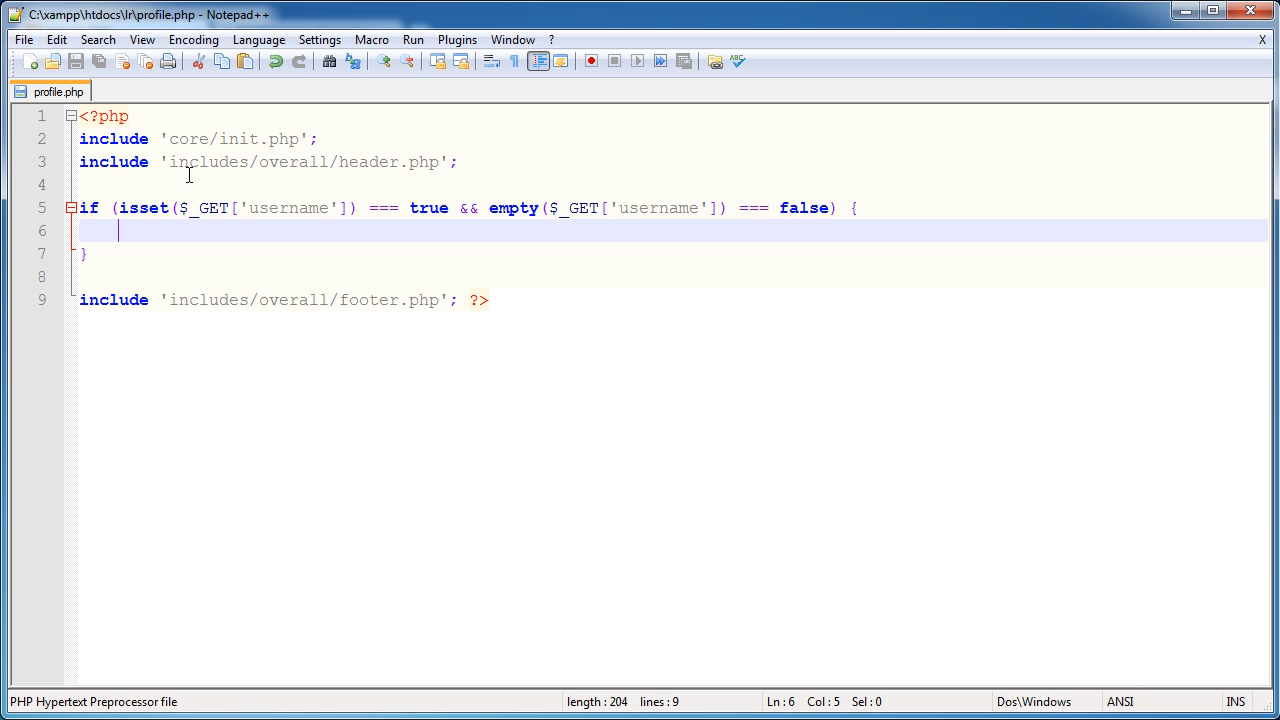 C:\xampp\htdocs\lr\profile.php - Notepad++
File Edit Search View Encoding Language Settings Macro Run Plugins Window ? X
ABC
profile.php
1 <?php
2 include 'core/init.php';
3 include 'includes/overall/header.php';
4
5 if (isset($_GET['username']) === true && empty($_GET['username']) === false) {
6
7 }
8
9 include 'includes/overall/footer.php'; ?>
PHP Hypertext Preprocessor file length : 204 lines : 9 Ln : 6 Col : 5 Sel : 0 Dos\Windows ANSI INS